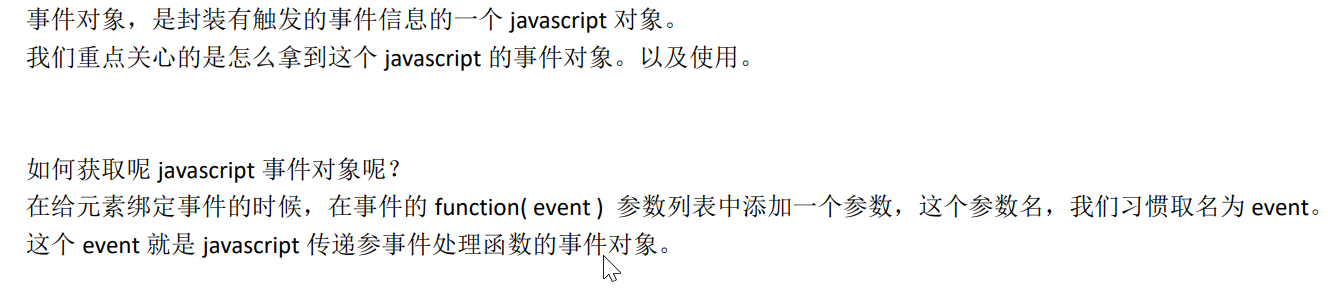 事件对象，是封装有触发的事件信息的一个 javascript 对象。
我们重点关心的是怎么拿到这个 javascript 的事件对象。以及使用。
如何获取呢 javascript 事件对象呢？
在给元素绑定事件的时候，在事件的 function( event ) 参数列表中添加一个参数，这个参数名，我们习惯取名为 event。
这个 event 就是 javascript 传递参事件处理函数的事件对象。